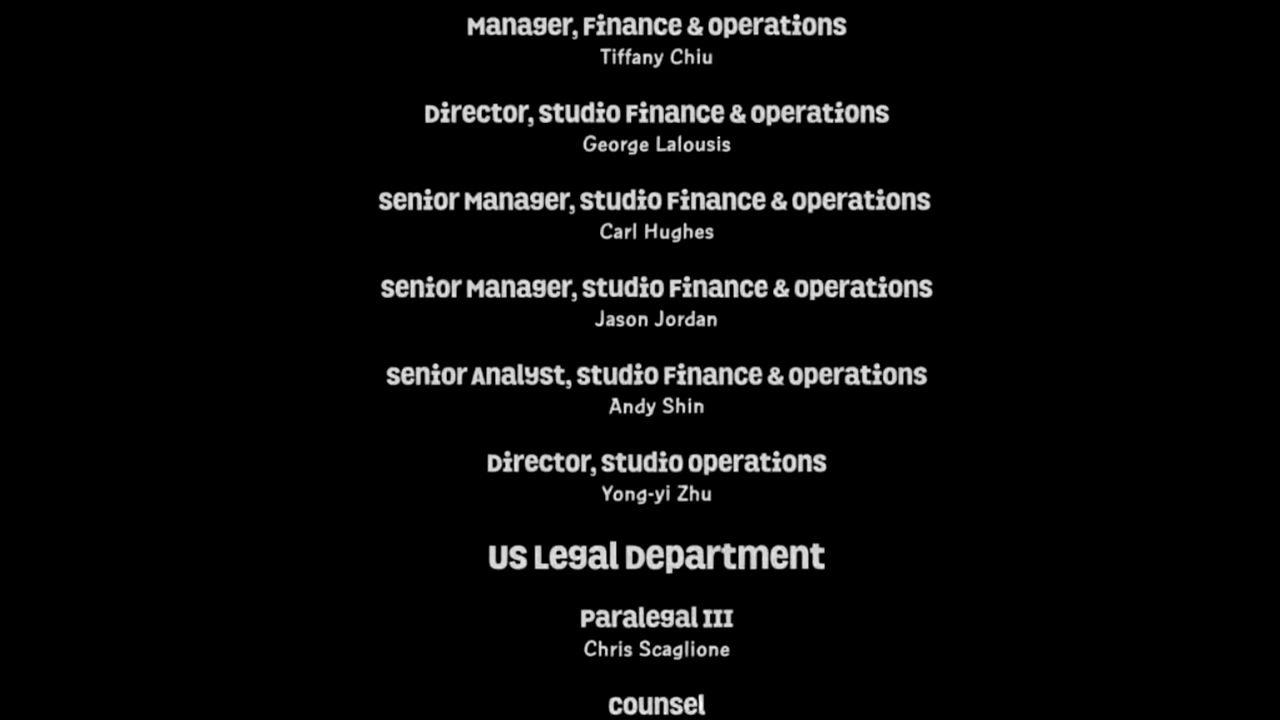 Manager, Finance & Operations
Tiffany Chiu
Director, Studio Finance & Operations
George Lalousis
Senior Manager, Studio Finance & Operations
Carl Hughes
Senior Manager, Studio Finance & Operations
Jason Jordan
Senior Analyst, Studio Finance & Operations
Andy Shin
Director, Studio Operations
Yong-yi Zhu
US Legal Department
Paralegal III
Chris Scaglione
Counsel